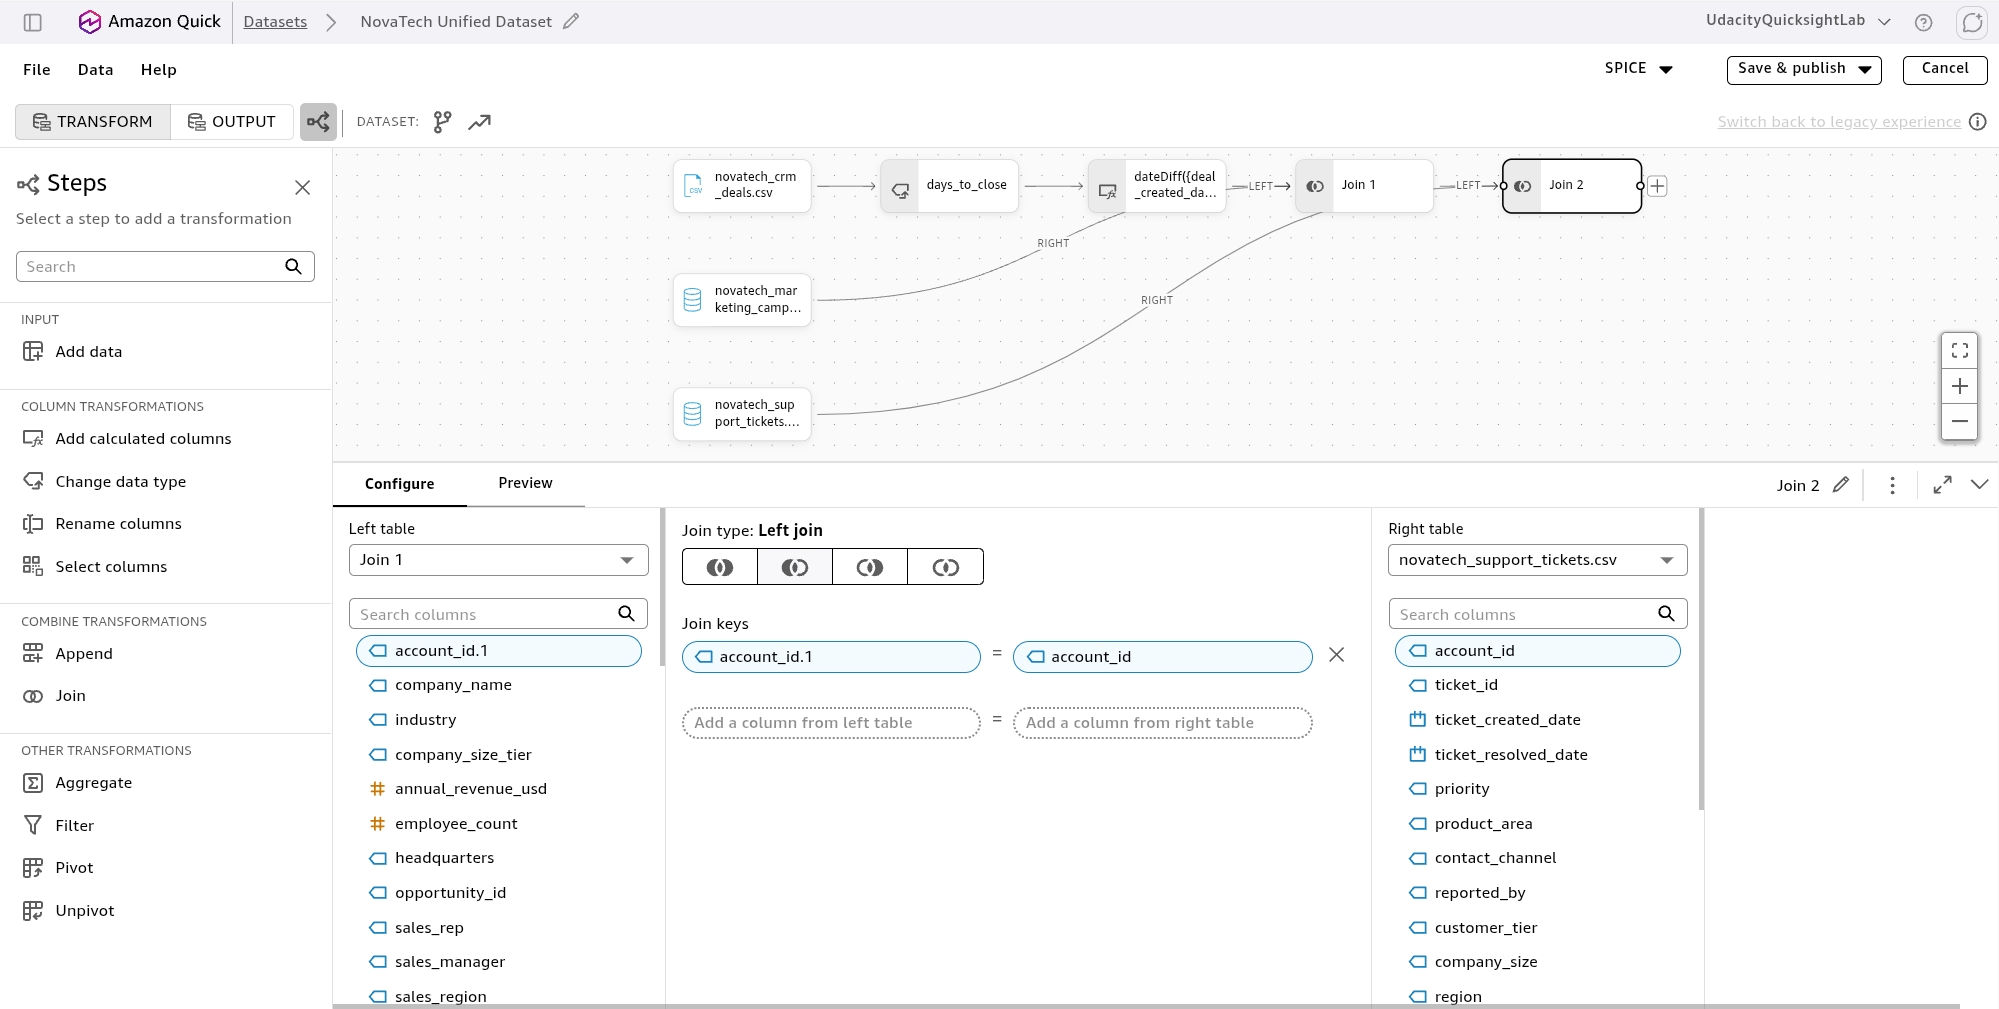 Amazon Quick
Datasets
NovaTech Unified Dataset
UdacityQuicksightLab
File
Data
Help
SPICE
Save & publish
Cancel
TRANSFORM
OUTPUT
DATASET:
Switch back to legacy experience
Steps
Select a step to add a transformation
Search
INPUT
Add data
COLUMN TRANSFORMATIONS
Add calculated columns
Change data type
Rename columns
Select columns
COMBINE TRANSFORMATIONS
Append
Join
OTHER TRANSFORMATIONS
Aggregate
Filter
Pivot
Unpivot
novatech_crm
_deals.csv
CSV
days_to_close
dateDiff({deal
_created_da...
LEFT
Join 1
LEFT
Join 2
RIGHT
novatech_mar
keting_camp...
RIGHT
novatech_sup
port_tickets....
Configure
Preview
Join 2
Left table
Join 1
Search columns
account_id.1
company_name
industry
company_size_tier
annual_revenue_usd
employee_count
headquarters
opportunity_id
sales_rep
sales_manager
sales_region
Join type: Left join
Join keys
account_id.1 = account_id
Add a column from left table = Add a column from right table
Right table
novatech_support_tickets.csv
Search columns
account_id
ticket_id
ticket_created_date
ticket_resolved_date
priority
product_area
contact_channel
reported_by
customer_tier
company_size
region